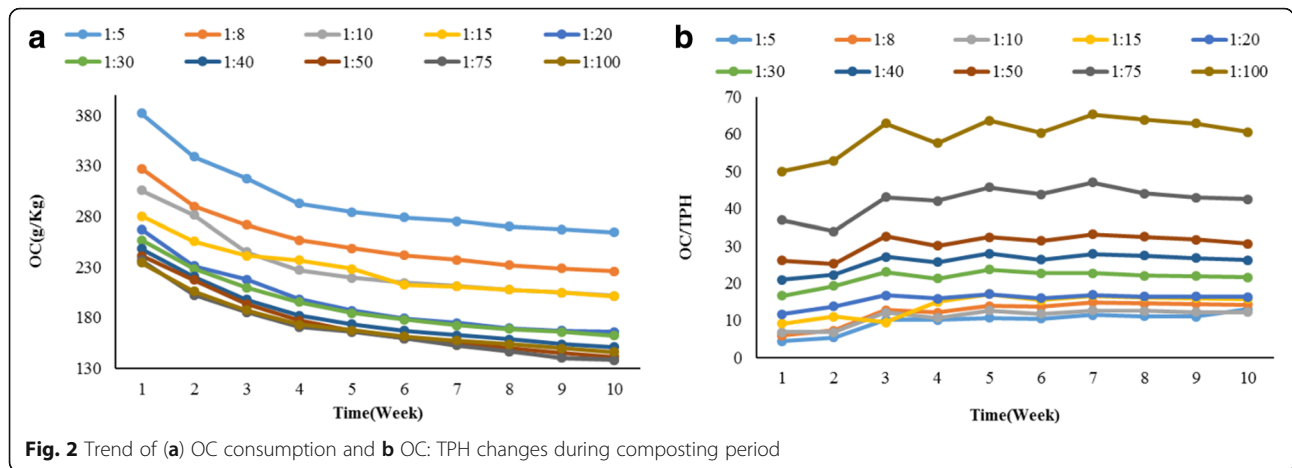 a
1:5 1:8 1:10 1:15 1:20
1:30 1:40 1:50 1:75 1:100
380
330
280
230
180
130
OC(g/Kg)
1 2 3 4 5 6 7 8 9 10
Time(Week)
b
1:5 1:8 1:10 1:15 1:20
1:30 1:40 1:50 1:75 1:100
70
60
50
40
30
20
10
0
OC/TPH
1 2 3 4 5 6 7 8 9 10
Time(Week)
Fig. 2 Trend of (a) OC consumption and b OC: TPH changes during composting period